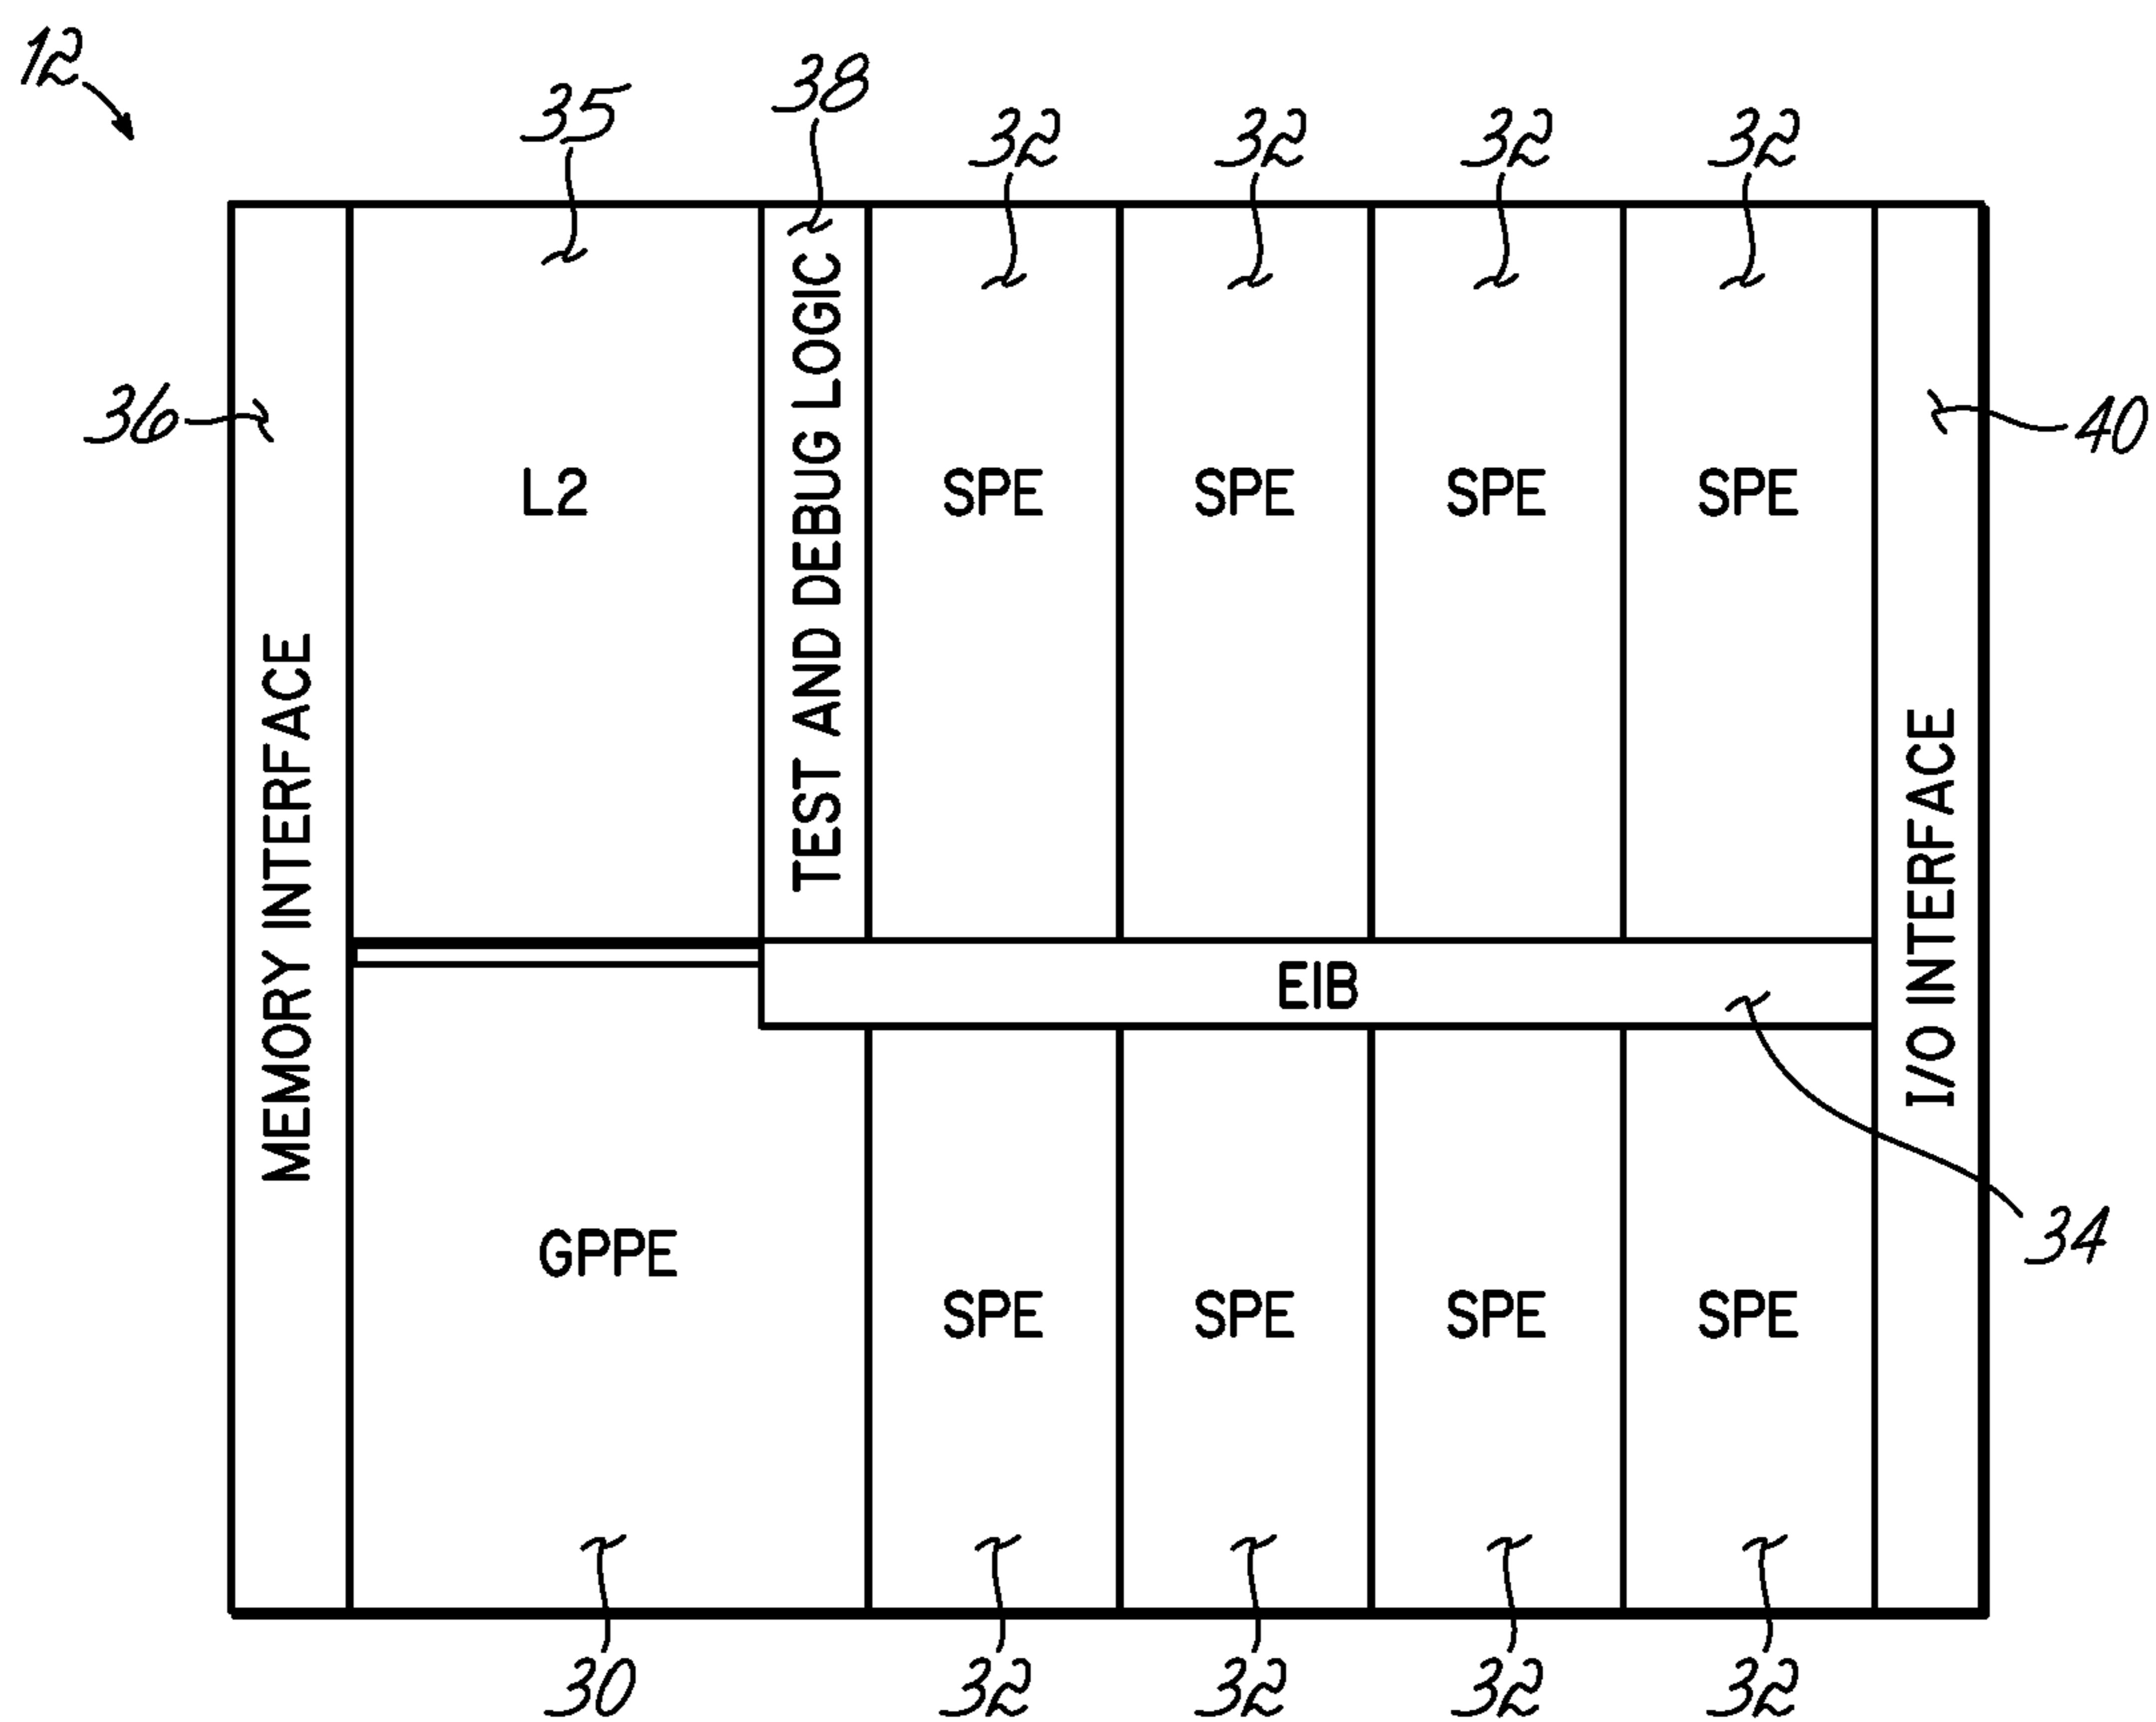 12
35
38
32 32 32 32
36
40
L2
TEST AND DEBUG LOGIC
SPE SPE SPE SPE
MEMORY INTERFACE
I/O INTERFACE
EIB
34
GPPE
SPE SPE SPE SPE
30 32 32 32 32